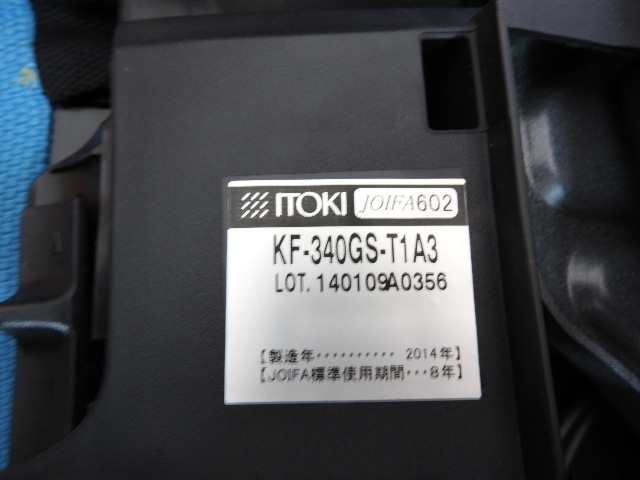 ITOKI JOIFA602
KF-340GS-T1A3
LOT. 140109A0356
【製造年・・・・・・・・・・ 2014年】
【JOIFA標準使用期間・・・8年】